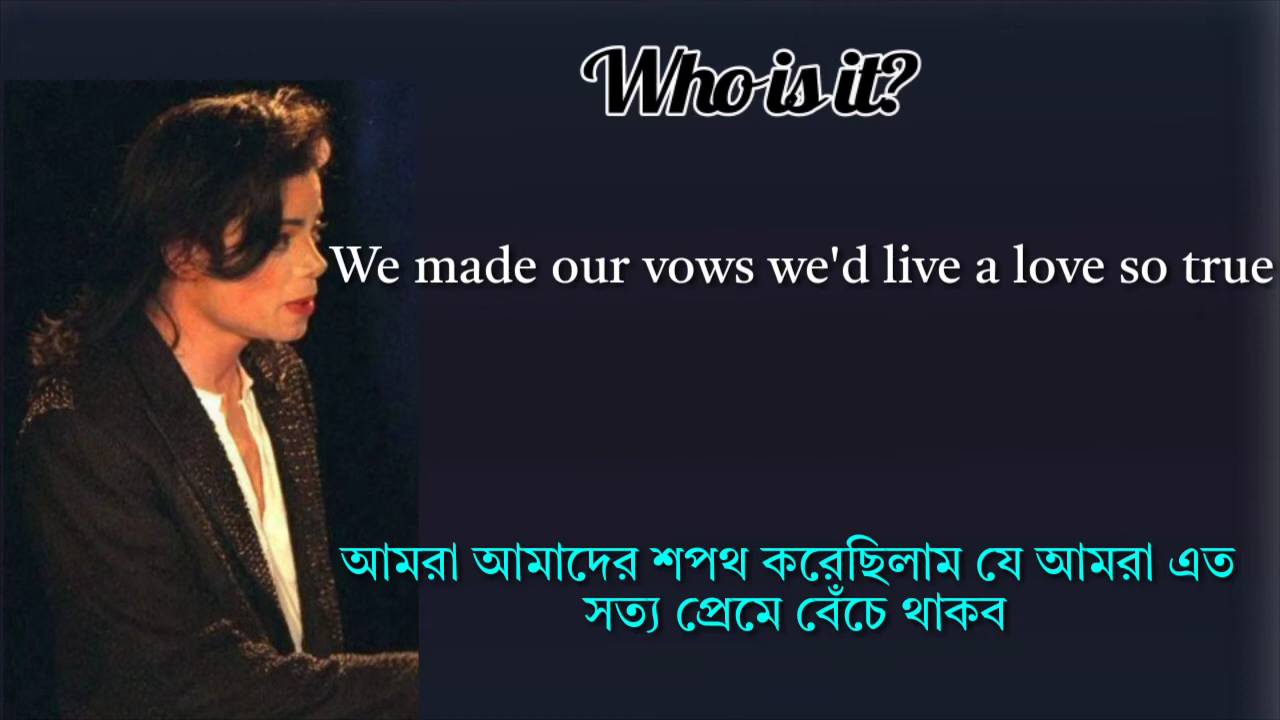 Who is it?
We made our vows we'd live a love so true
আমরা আমাদের শপথ করেছিলাম যে আমরা এত
সত্য প্রেমে বেঁচে থাকব